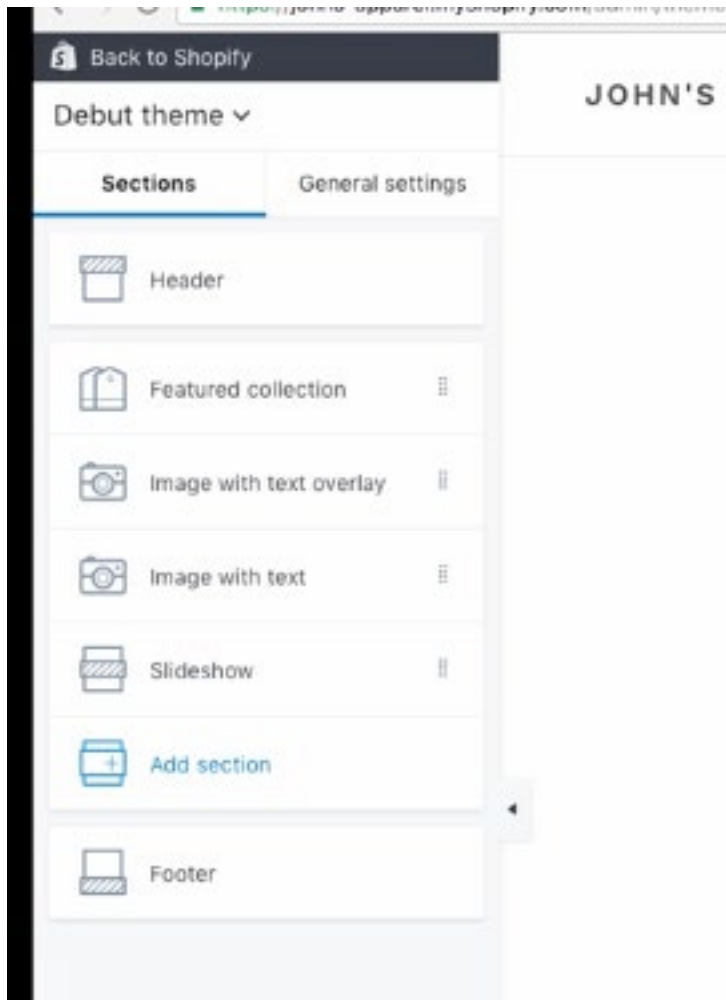 Back to Shopify
Debut theme
JOHN'S
Sections
General settings
Header
Featured collection
Image with text overlay
Image with text
Slideshow
Add section
Footer